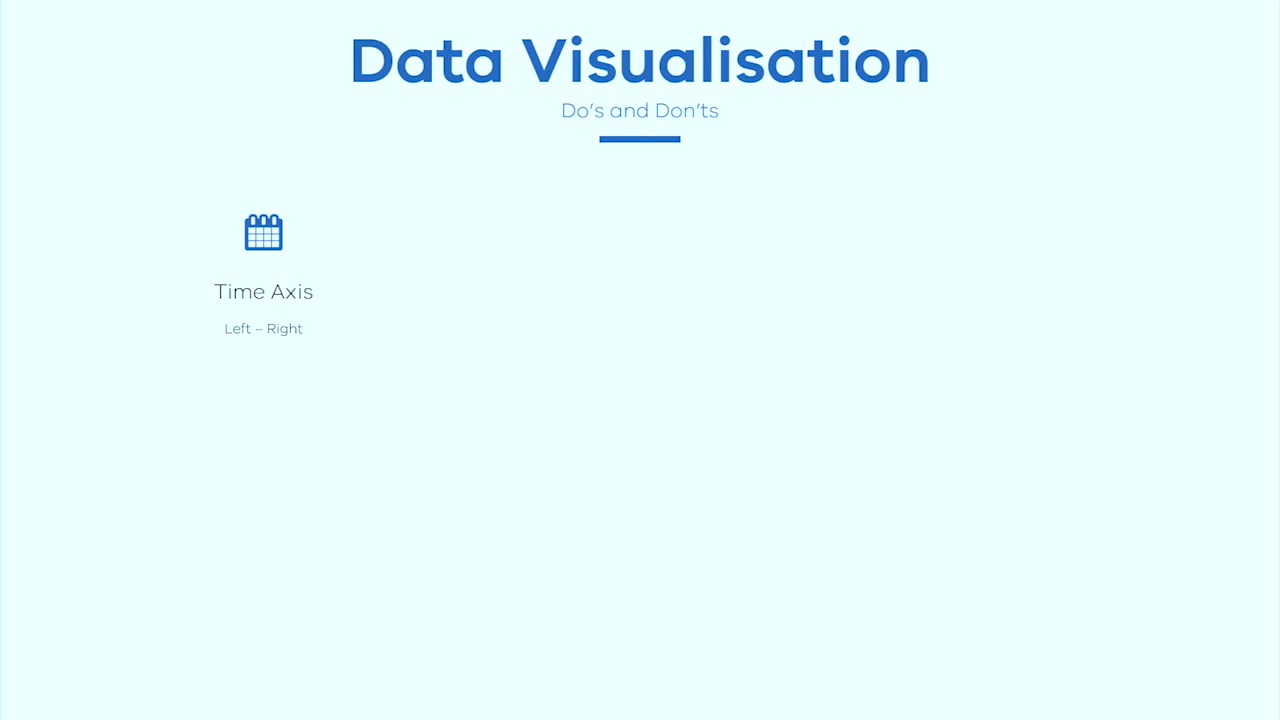 Data Visualisation
Do’s and Don’ts
Time Axis
Left – Right